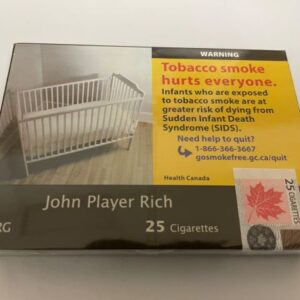 WARNING
Tobacco smoke
hurts everyone.
Infants who are exposed
to tobacco smoke are at
greater risk of dying from
Sudden Infant Death
Syndrome (SIDS).
Need help to quit?
1-866-366-3667
gosmokefree.gc.ca/quit
Health Canada
John Player Rich
RG
25 Cigarettes
25 CIGARETTES